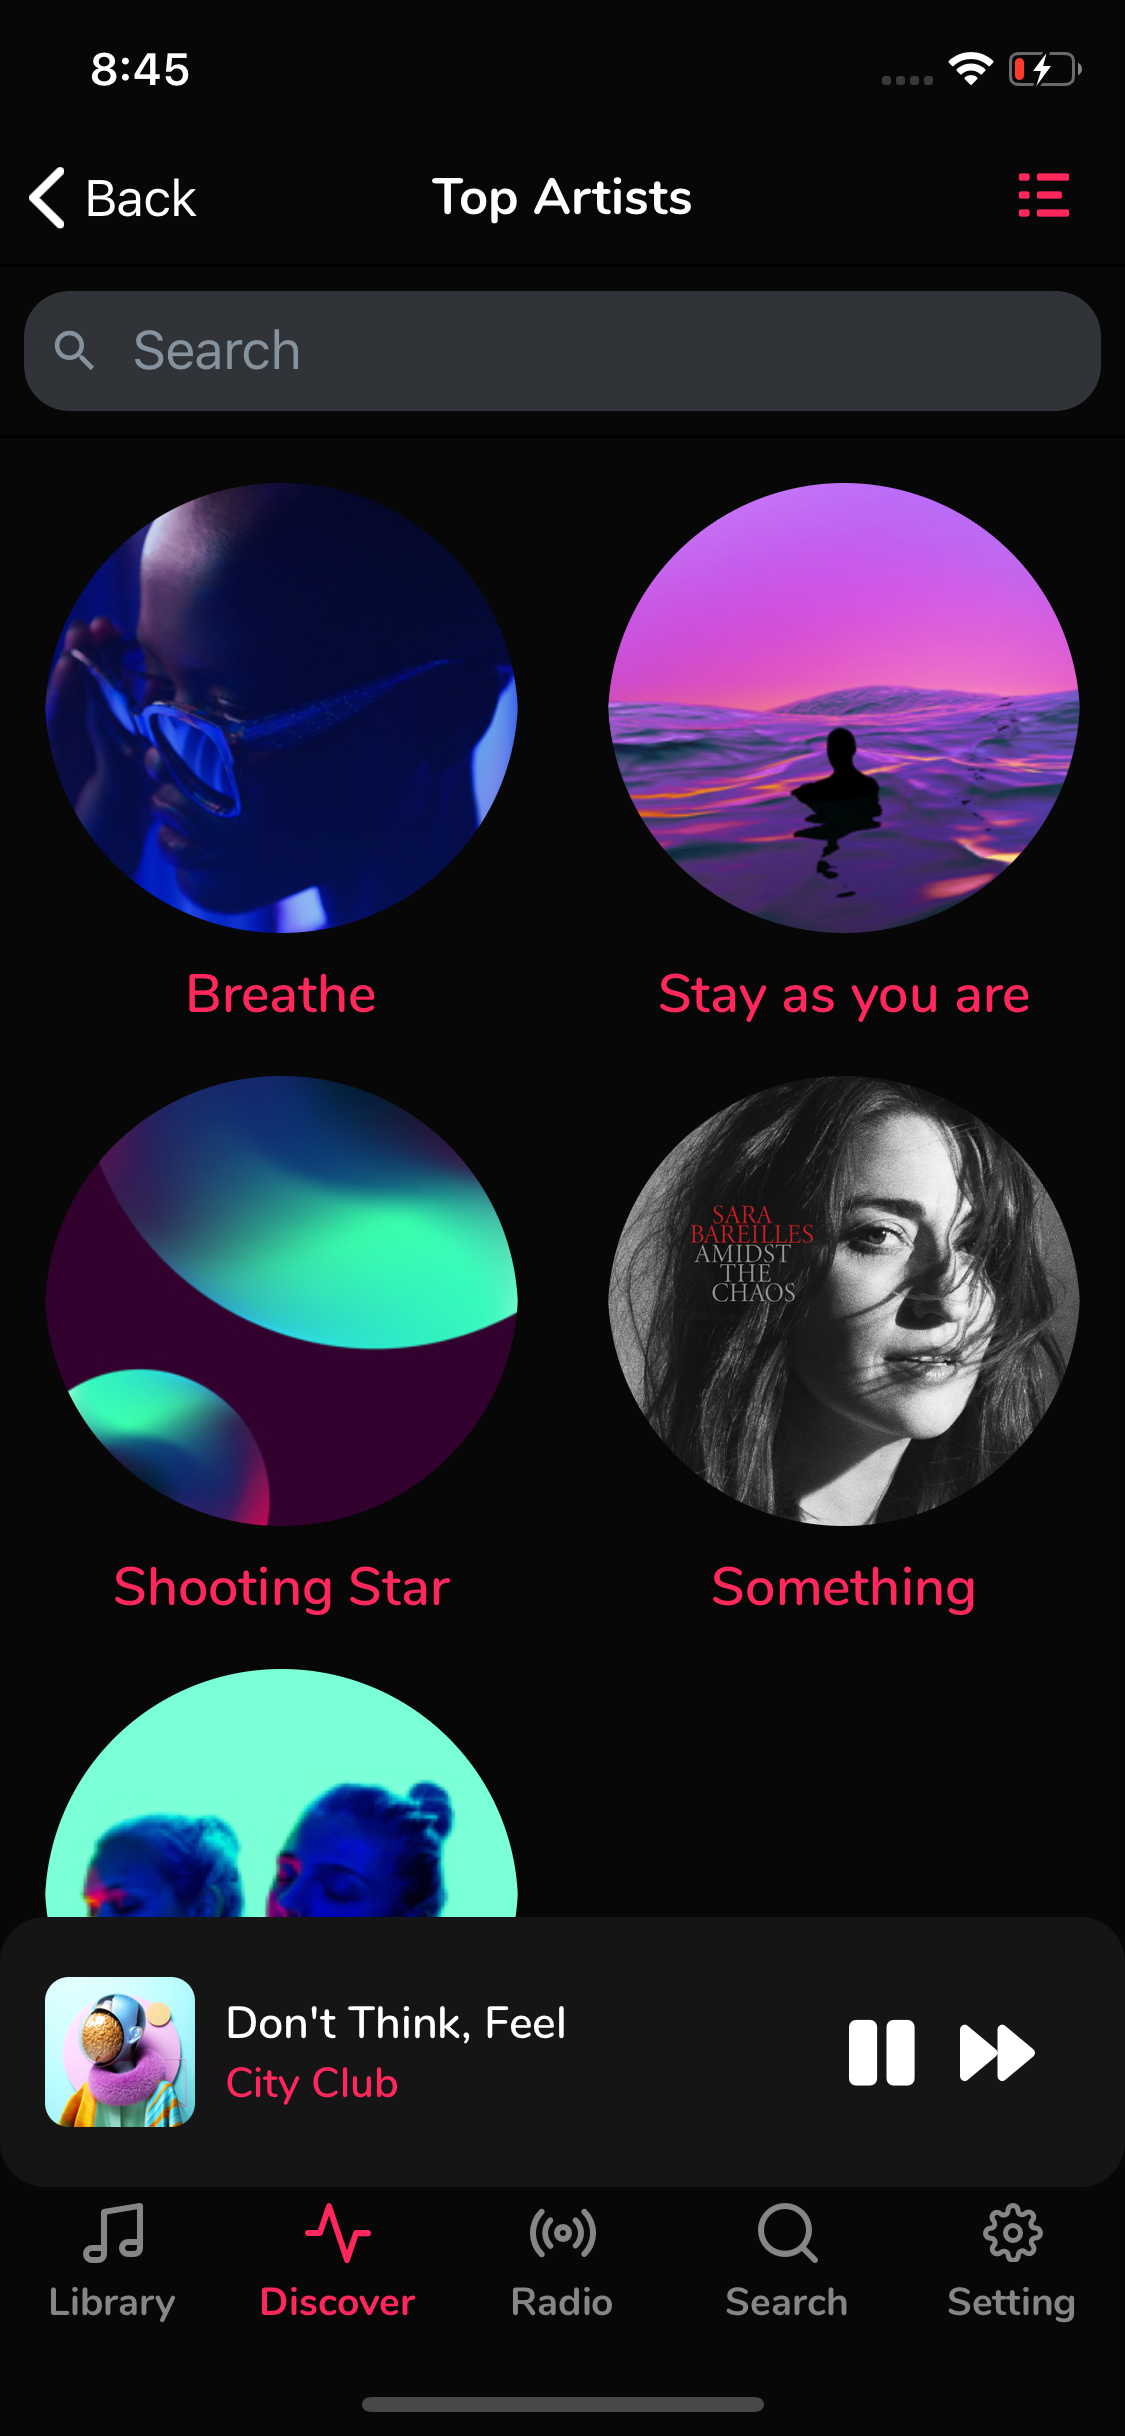 8:45
Back
Top Artists
Search
Breathe
Stay as you are
SARA
BAREILLES
AMIDST
THE
CHAOS
Shooting Star
Something
Don't Think, Feel
City Club
Library
Discover
Radio
Search
Setting